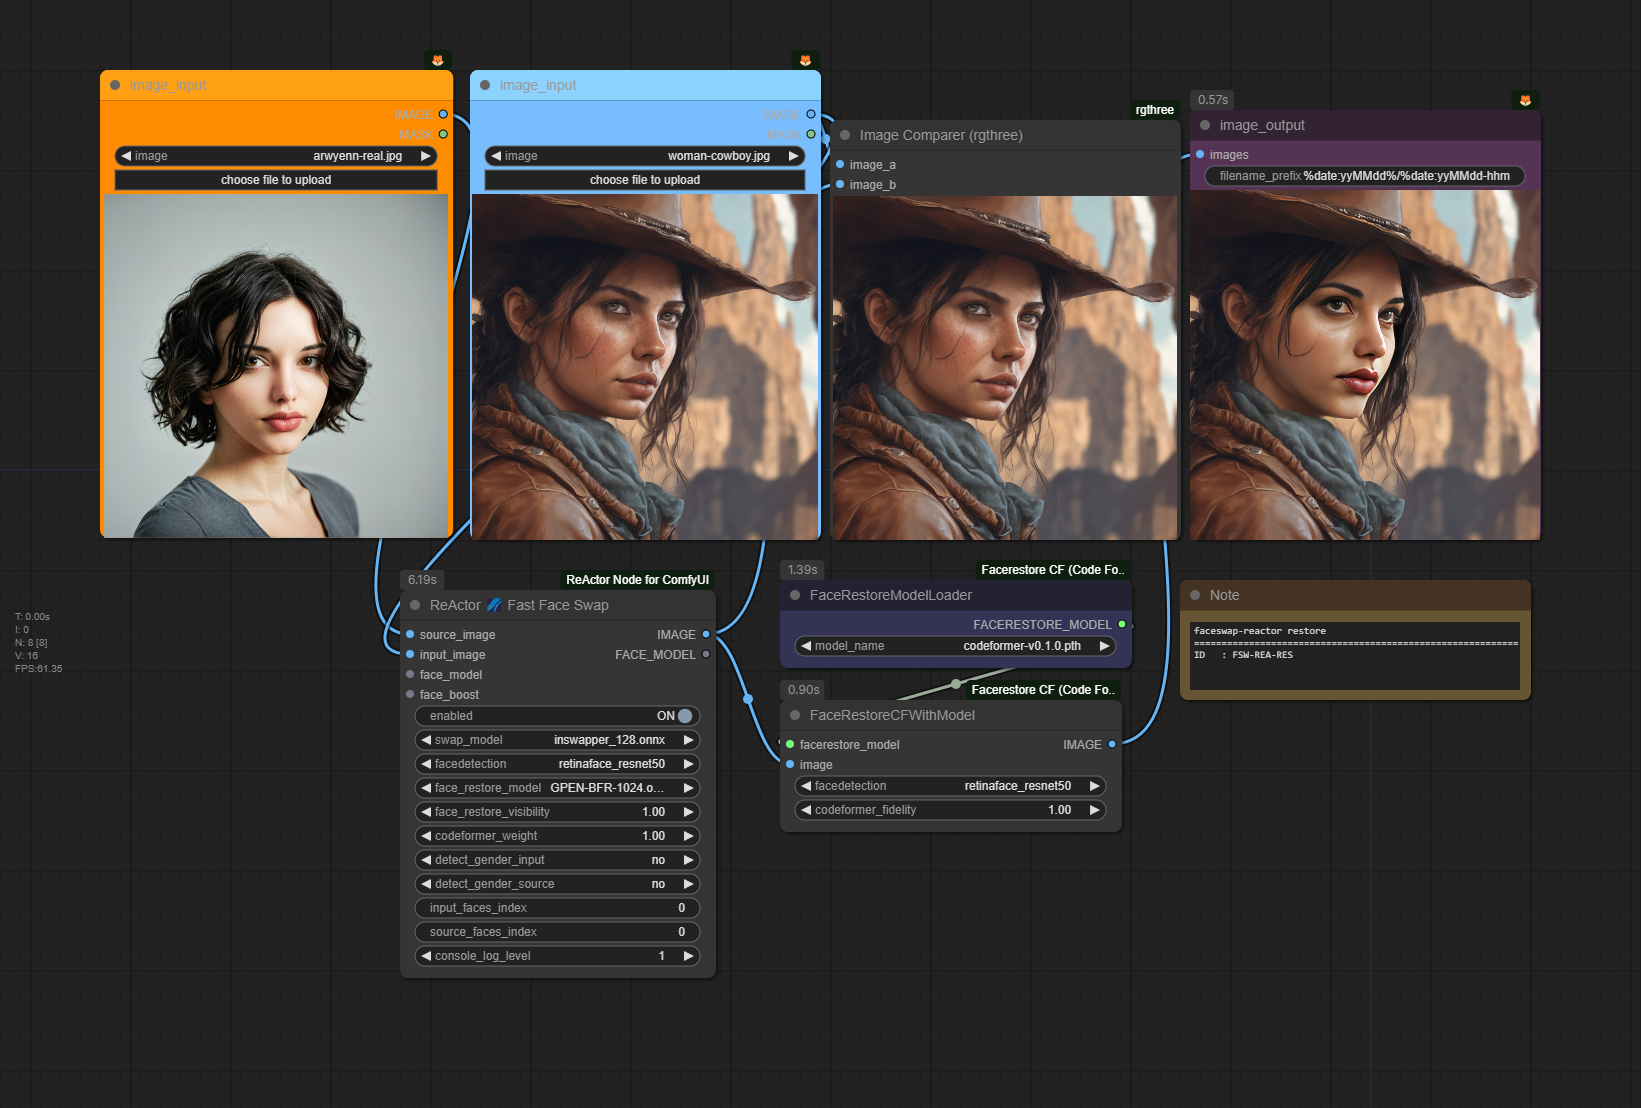 image_input
IMAGE
MASK
image arwyenn-real.jpg
choose file to upload
image_input
IMAGE
MASK
image woman-cowboy.jpg
choose file to upload
rgthree
Image Comparer (rgthree)
image_a
image_b
0.57s
image_output
images
filename_prefix %date:yyMMdd%/%date:yyMMdd-hhm
T: 0.00s
I: 0
N: 8 [8]
V: 16
FPS:61.35
6.19s
ReActor Node for ComfyUI
ReActor Fast Face Swap
source_image IMAGE
input_image FACE_MODEL
face_model
face_boost
enabled ON
swap_model inswapper_128.onnx
facedetection retinaface_resnet50
face_restore_model GPEN-BFR-1024.o...
face_restore_visibility 1.00
codeformer_weight 1.00
detect_gender_input no
detect_gender_source no
input_faces_index 0
source_faces_index 0
console_log_level 1
1.39s
Facerestore CF (Code Fo..
FaceRestoreModelLoader
FACERESTORE_MODEL
model_name codeformer-v0.1.0.pth
0.90s
Facerestore CF (Code Fo..
FaceRestoreCFWithModel
facerestore_model IMAGE
image
facedetection retinaface_resnet50
codeformer_fidelity 1.00
Note
faceswap-reactor restore
======================================================
ID : FSW-REA-RES